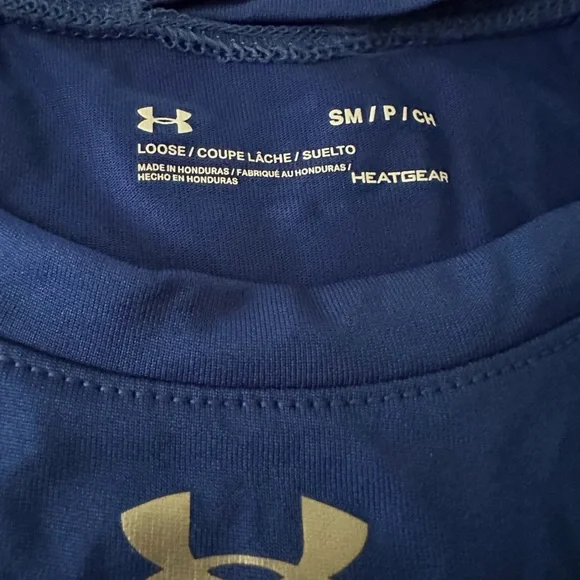 SM / P / CH
LOOSE / COUPE LÂCHE / SUELTO
MADE IN HONDURAS / FABRIQUÉ AU HONDURAS /
HECHO EN HONDURAS
HEATGEAR